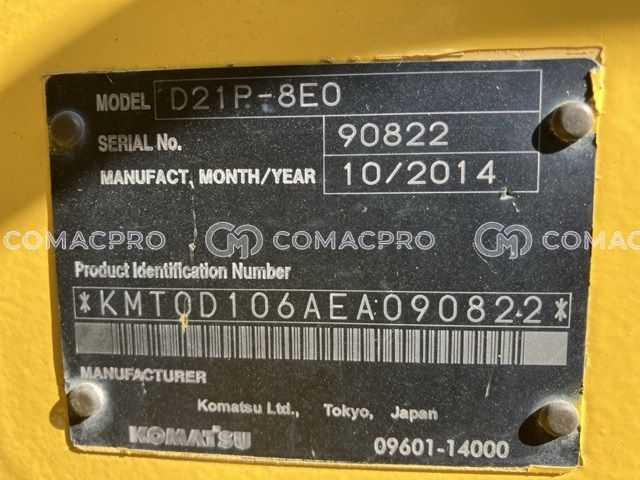 MODEL D21P-8E0
SERIAL No. 90822
MANUFACT, MONTH/YEAR 10/2014
COMACPRO COMACPRO COMACPRO
Product Identification Number
*KMT0D106AEA090822*
MANUFACTURER
Komatsu Ltd., Tokyo, Japan
KOMATSU 09601-14000